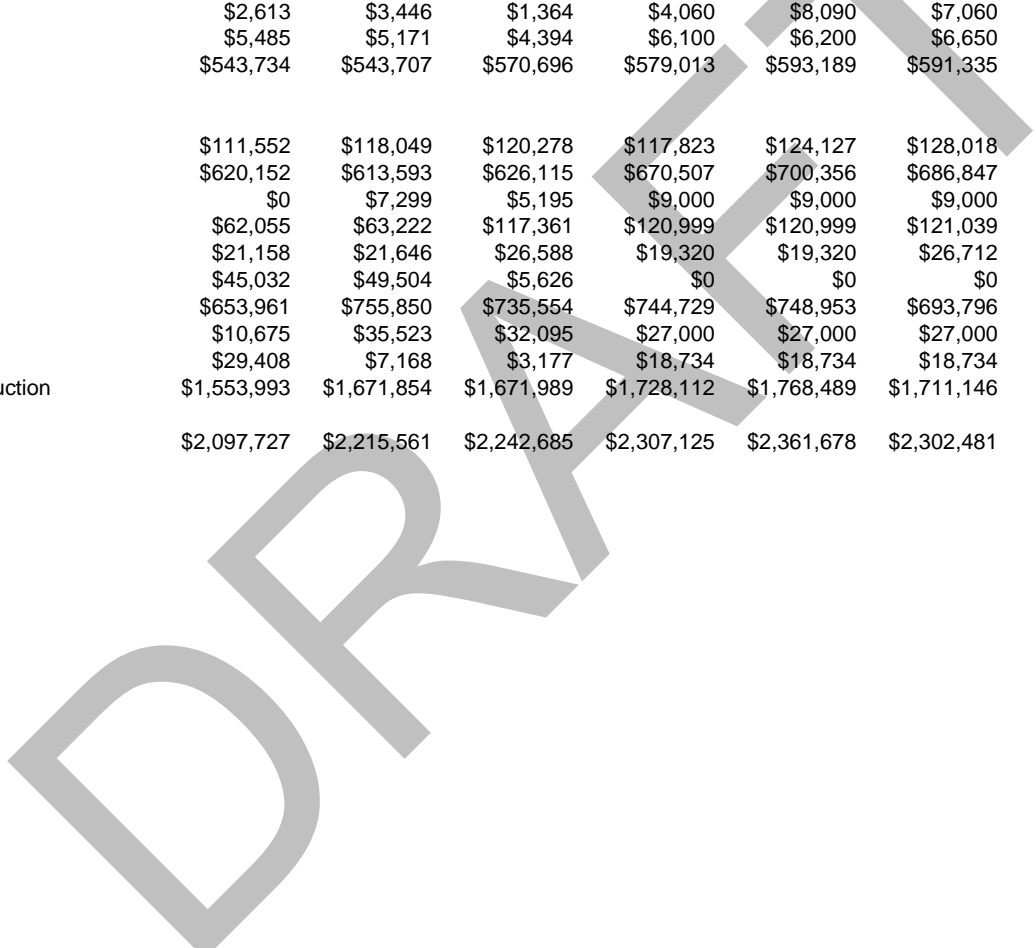 $2,613 $3,446 $1,364 $4,060 $8,090 $7,060
$5,485 $5,171 $4,394 $6,100 $6,200 $6,650
$543,734 $543,707 $570,696 $579,013 $593,189 $591,335
$111,552 $118,049 $120,278 $117,823 $124,127 $128,018
$620,152 $613,593 $626,115 $670,507 $700,356 $686,847
$0 $7,299 $5,195 $9,000 $9,000 $9,000
$62,055 $63,222 $117,361 $120,999 $120,999 $121,039
$21,158 $21,646 $26,588 $19,320 $19,320 $26,712
$45,032 $49,504 $5,626 $0 $0 $0
$653,961 $755,850 $735,554 $744,729 $748,953 $693,796
$10,675 $35,523 $32,095 $27,000 $27,000 $27,000
$29,408 $7,168 $3,177 $18,734 $18,734 $18,734
uction $1,553,993 $1,671,854 $1,671,989 $1,728,112 $1,768,489 $1,711,146
$2,097,727 $2,215,561 $2,242,685 $2,307,125 $2,361,678 $2,302,481
DRAFT